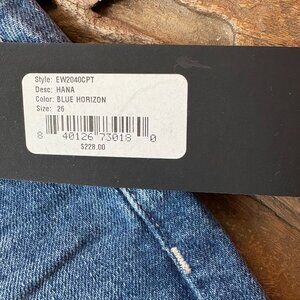 Style: EW2040CPT
Desc: HANA
Color: BLUE HORIZON
Size: 26
8 40126 73018 0
$228.00